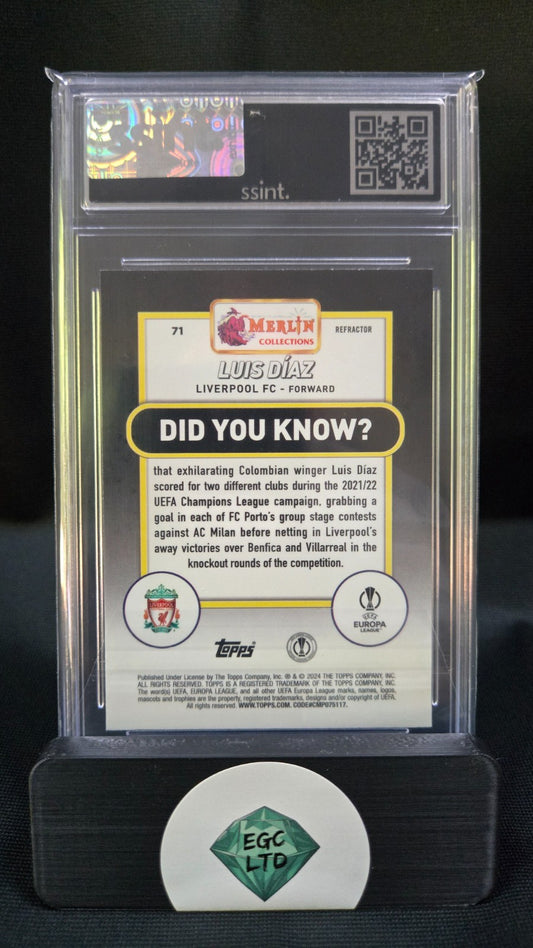 ssint.
71
MERLIN
COLLECTIONS
REFRACTOR
LUIS DÍAZ
LIVERPOOL FC - FORWARD
DID YOU KNOW?
that exhilarating Colombian winger Luis Díaz
scored for two different clubs during the 2021/22
UEFA Champions League campaign, grabbing a
goal in each of FC Porto's group stage contests
against AC Milan before netting in Liverpool's
away victories over Benfica and Villarreal in the
knockout rounds of the competition.
LIVERPOOL
UEFA
EUROPA
LEAGUE
Topps
Published Under License by The Topps Company, Inc. ® & © 2024 THE TOPPS COMPANY, INC.
ALL RIGHTS RESERVED. TOPPS IS A REGISTERED TRADEMARK OF THE TOPPS COMPANY, INC.
The word(s) UEFA, EUROPA LEAGUE, and all other UEFA Europa League marks, names, logos,
mascots and trophies are the property, registered trademarks, designs and/or copyright of UEFA.
All rights reserved. WWW.TOPPS.COM. CODE#CMP075117.
EGC
LTD